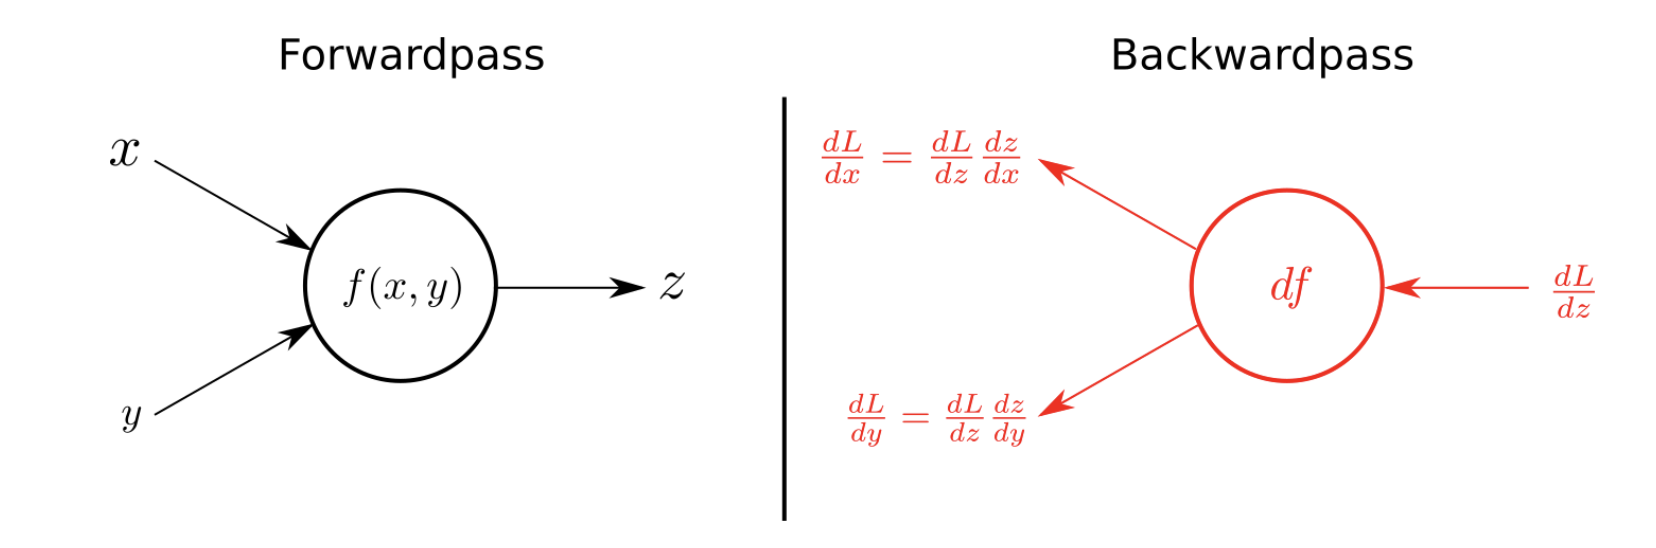 Forwardpass
x
f(x, y)
z
y
Backwardpass
dL/dx = dL/dz dz/dx
df
dL/dz
dL/dy = dL/dz dz/dy